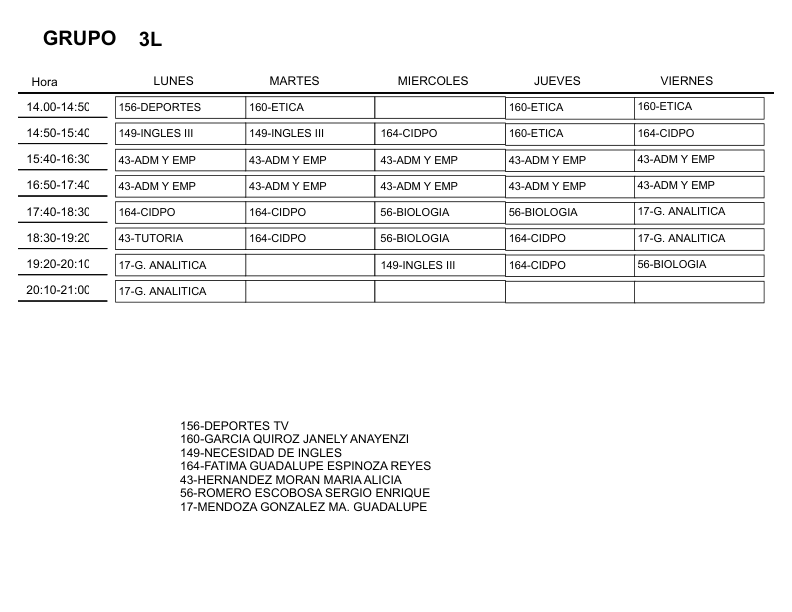 GRUPO 3L
Hora LUNES MARTES MIERCOLES JUEVES VIERNES
14.00-14:50 156-DEPORTES 160-ETICA 160-ETICA 160-ETICA
14:50-15:40 149-INGLES III 149-INGLES III 164-CIDPO 160-ETICA 164-CIDPO
15:40-16:30 43-ADM Y EMP 43-ADM Y EMP 43-ADM Y EMP 43-ADM Y EMP 43-ADM Y EMP
16:50-17:40 43-ADM Y EMP 43-ADM Y EMP 43-ADM Y EMP 43-ADM Y EMP 43-ADM Y EMP
17:40-18:30 164-CIDPO 164-CIDPO 56-BIOLOGIA 56-BIOLOGIA 17-G. ANALITICA
18:30-19:20 43-TUTORIA 164-CIDPO 56-BIOLOGIA 164-CIDPO 17-G. ANALITICA
19:20-20:10 17-G. ANALITICA 149-INGLES III 164-CIDPO 56-BIOLOGIA
20:10-21:00 17-G. ANALITICA
156-DEPORTES TV
160-GARCIA QUIROZ JANELY ANAYENZI
149-NECESIDAD DE INGLES
164-FATIMA GUADALUPE ESPINOZA REYES
43-HERNANDEZ MORAN MARIA ALICIA
56-ROMERO ESCOBOSA SERGIO ENRIQUE
17-MENDOZA GONZALEZ MA. GUADALUPE